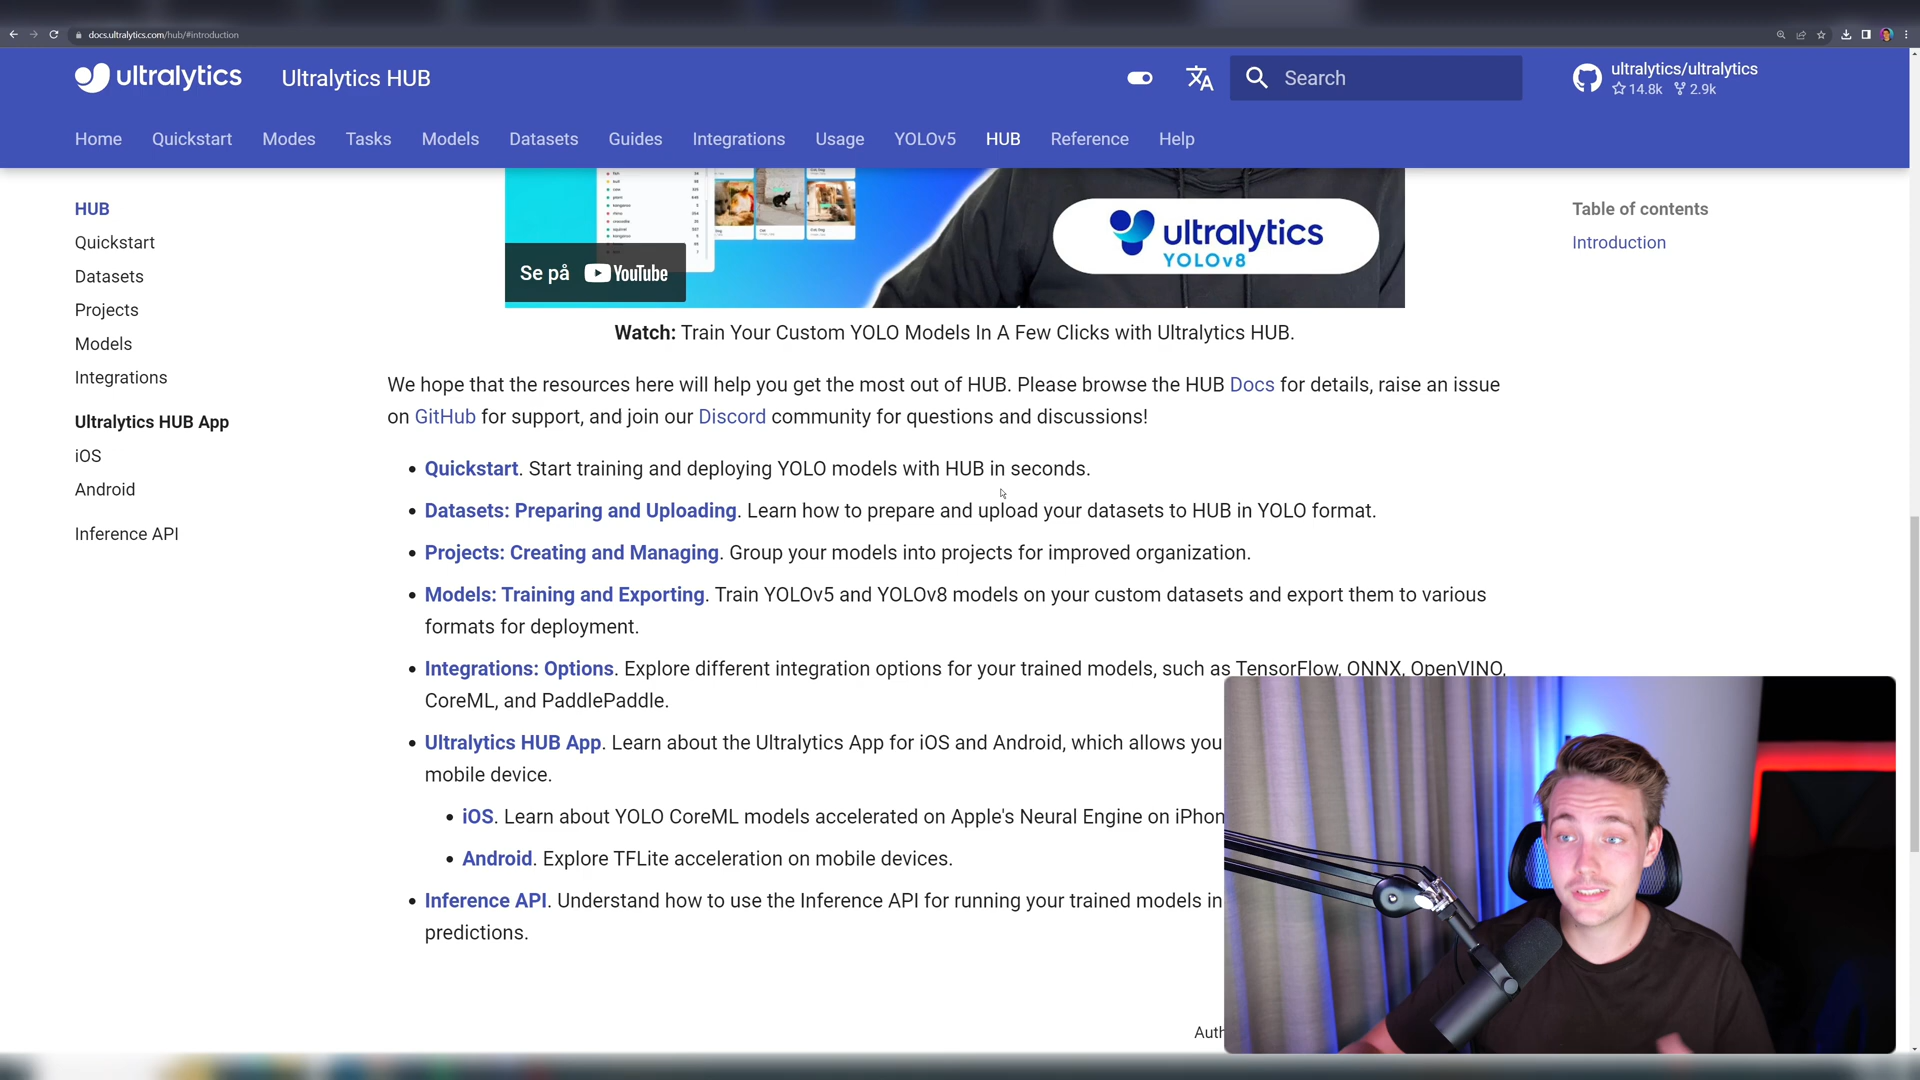 docs.ultralytics.com/hub/#introduction
ultralytics
Ultralytics HUB
Search
ultralytics/ultralytics
14.8k 2.9k
Home Quickstart Modes Tasks Models Datasets Guides Integrations Usage YOLOv5 HUB Reference Help
HUB
Quickstart
Datasets
Projects
Models
Integrations
Ultralytics HUB App
iOS
Android
Inference API
ultralytics
YOLOv8
Se på YouTube
Watch: Train Your Custom YOLO Models In A Few Clicks with Ultralytics HUB.
We hope that the resources here will help you get the most out of HUB. Please browse the HUB Docs for details, raise an issue
on GitHub for support, and join our Discord community for questions and discussions!
• Quickstart. Start training and deploying YOLO models with HUB in seconds.
• Datasets: Preparing and Uploading. Learn how to prepare and upload your datasets to HUB in YOLO format.
• Projects: Creating and Managing. Group your models into projects for improved organization.
• Models: Training and Exporting. Train YOLOv5 and YOLOv8 models on your custom datasets and export them to various
formats for deployment.
• Integrations: Options. Explore different integration options for your trained models, such as TensorFlow, ONNX, OpenVINO,
CoreML, and PaddlePaddle.
• Ultralytics HUB App. Learn about the Ultralytics App for iOS and Android, which allows you
mobile device.
• iOS. Learn about YOLO CoreML models accelerated on Apple's Neural Engine on iPhon
• Android. Explore TFLite acceleration on mobile devices.
• Inference API. Understand how to use the Inference API for running your trained models in
predictions.
Auth
Table of contents
Introduction